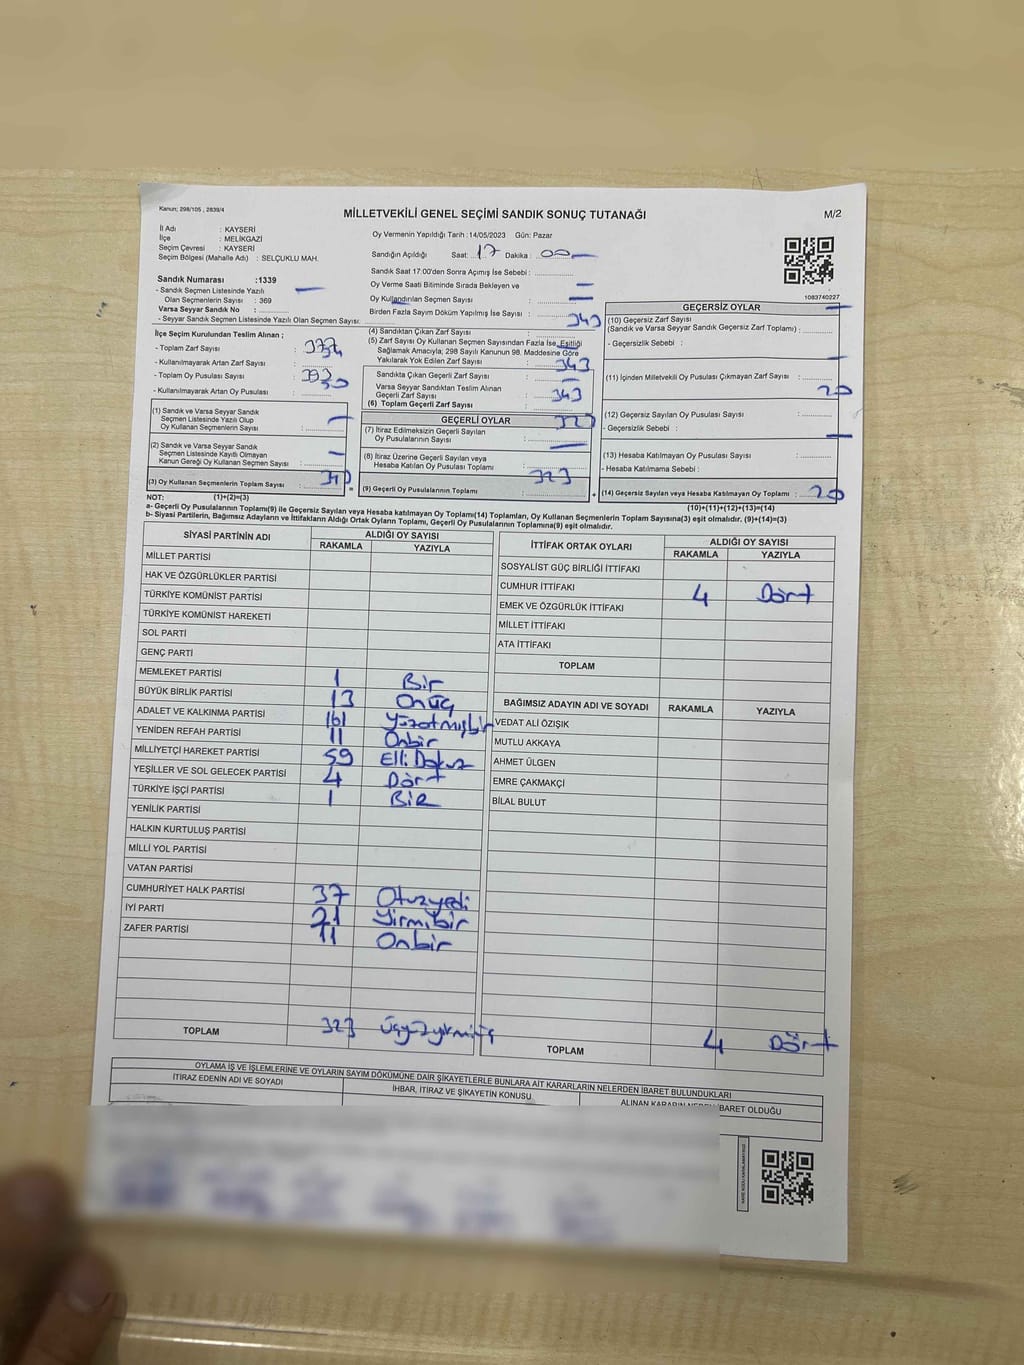 Kanun; 298/105 , 2839/4
MİLLETVEKİLİ GENEL SEÇİMİ SANDIK SONUÇ TUTANAĞI
M/2
İl Adı : KAYSERİ
İlçe : MELİKGAZİ
Seçim Çevresi : KAYSERİ
Seçim Bölgesi (Mahalle Adı) : SELÇUKLU MAH.
Sandık Numarası :1339
- Sandık Seçmen Listesinde Yazılı
Olan Seçmenlerin Sayısı : 369
Varsa Seyyar Sandık No :
- Seyyar Sandık Seçmen Listesinde Yazılı Olan Seçmen Sayısı:
Oy Vermenin Yapıldığı Tarih :14/05/2023 Gün: Pazar
Sandığın Açıldığı Saat: 17 Dakika : 00
Sandık Saat 17:00'den Sonra Açımış İse Sebebi :
Oy Verme Saati Bitiminde Sırada Bekleyen ve
Oy Kullandırılan Seçmen Sayısı :
Birden Fazla Sayım Döküm Yapılmış İse Sayısı :
1083740227
İlçe Seçim Kurulundan Teslim Alınan ;
- Toplam Zarf Sayısı :
- Kullanılmayarak Artan Zarf Sayısı :
- Toplam Oy Pusulası Sayısı :
- Kullanılmayarak Artan Oy Pusulası :
(1) Sandık ve Varsa Seyyar Sandık
Seçmen Listesinde Yazılı Olup
Oy Kullanan Seçmenlerin Sayısı :
(2) Sandık ve Varsa Seyyar Sandık
Seçmen Listesinde Kayıtlı Olmayan
Kanun Gereği Oy Kullanan Seçmen Sayısı :
(3) Oy Kullanan Seçmenlerin Toplam Sayısı :
(4) Sandıktan Çıkan Zarf Sayısı : 343
(5) Zarf Sayısı Oy Kullanan Seçmen Sayısından Fazla İse, Eşitliği
Sağlamak Amacıyla; 298 Sayılı Kanunun 98. Maddesine Göre
Yakılarak Yok Edilen Zarf Sayısı :
Sandıkta Çıkan Geçerli Zarf Sayısı : 343
Varsa Seyyar Sandıktan Teslim Alınan
Geçerli Zarf Sayısı :
(6) Toplam Geçerli Zarf Sayısı : 343
GEÇERLİ OYLAR
(7) İtiraz Edilmeksizin Geçerli Sayılan
Oy Pusulalarının Sayısı : 323
(8) İtiraz Üzerine Geçerli Sayılan veya
Hesaba Katılan Oy Pusulası Toplamı :
(9) Geçerli Oy Pusulalarının Toplamı : 323
GEÇERSİZ OYLAR
(10) Geçersiz Zarf Sayısı
(Sandık ve Varsa Seyyar Sandık Geçersiz Zarf Toplamı) :
- Geçersizlik Sebebi :
(11) İçinden Milletvekili Oy Pusulası Çıkmayan Zarf Sayısı :
(12) Geçersiz Sayılan Oy Pusulası Sayısı : 20
- Geçersizlik Sebebi :
(13) Hesaba Katılmayan Oy Pusulası Sayısı :
- Hesaba Katılmama Sebebi :
(14) Geçersiz Sayılan veya Hesaba Katılmayan Oy Toplamı : 20
NOT: (1)+(2)=(3)
(10)+(11)+(12)+(13)=(14)
a- Geçerli Oy Pusulalarının Toplamı(9) ile Geçersiz Sayılan veya Hesaba Katılmayan Oy Toplamı(14) Toplamları, Oy Kullanan Seçmenlerin Toplam Sayısına(3) eşit olmalıdır. (9)+(14)=(3)
b- Siyasi Partilerin, Bağımsız Adayların ve İttifakların Aldığı Ortak Oyların Toplamı, Geçerli Oy Pusulalarının Toplamına(9) eşit olmalıdır.
SİYASİ PARTİNİN ADI ALDIĞI OY SAYISI
RAKAMLA YAZIYLA
MİLLET PARTİSİ
HAK VE ÖZGÜRLÜKLER PARTİSİ
TÜRKİYE KOMÜNİST PARTİSİ
TÜRKİYE KOMÜNİST HAREKETİ
SOL PARTİ
GENÇ PARTİ
MEMLEKET PARTİSİ 1 Bir
BÜYÜK BİRLİK PARTİSİ 13 Onüç
ADALET VE KALKINMA PARTİSİ 161 Yüzatmışbir
YENİDEN REFAH PARTİSİ 11 Onbir
MİLLİYETÇİ HAREKET PARTİSİ 59 Elli Dokuz
YEŞİLLER VE SOL GELECEK PARTİSİ 4 Dört
TÜRKİYE İŞÇİ PARTİSİ 1 Bir
YENİLİK PARTİSİ
HALKIN KURTULUŞ PARTİSİ
MİLLİ YOL PARTİSİ
VATAN PARTİSİ
CUMHURİYET HALK PARTİSİ 37 Otuzyedi
İYİ PARTİ 21 Yirmibir
ZAFER PARTİSİ 11 Onbir
TOPLAM 323
İTTİFAK ORTAK OYLARI ALDIĞI OY SAYISI
RAKAMLA YAZIYLA
SOSYALİST GÜÇ BİRLİĞİ İTTİFAKI
CUMHUR İTTİFAKI 4 Dört
EMEK VE ÖZGÜRLÜK İTTİFAKI
MİLLET İTTİFAKI
ATA İTTİFAKI
TOPLAM
BAĞIMSIZ ADAYIN ADI VE SOYADI RAKAMLA YAZIYLA
VEDAT ALİ ÖZIŞIK
MUTLU AKKAYA
AHMET ÜLGEN
EMRE ÇAKMAKÇİ
BİLAL BULUT
TOPLAM 4 Dört
OYLAMA İŞ VE İŞLEMLERİNE VE OYLARIN SAYIM DÖKÜMÜNE DAİR ŞİKAYETLERLE BUNLARA AİT KARARLARIN NELERDEN İBARET BULUNDUKLARI
İTİRAZ EDENİN ADI VE SOYADI
İHBAR, İTİRAZ VE ŞİKAYETİN KONUSU
ALINAN KARARIN NEDEN İBARET OLDUĞU